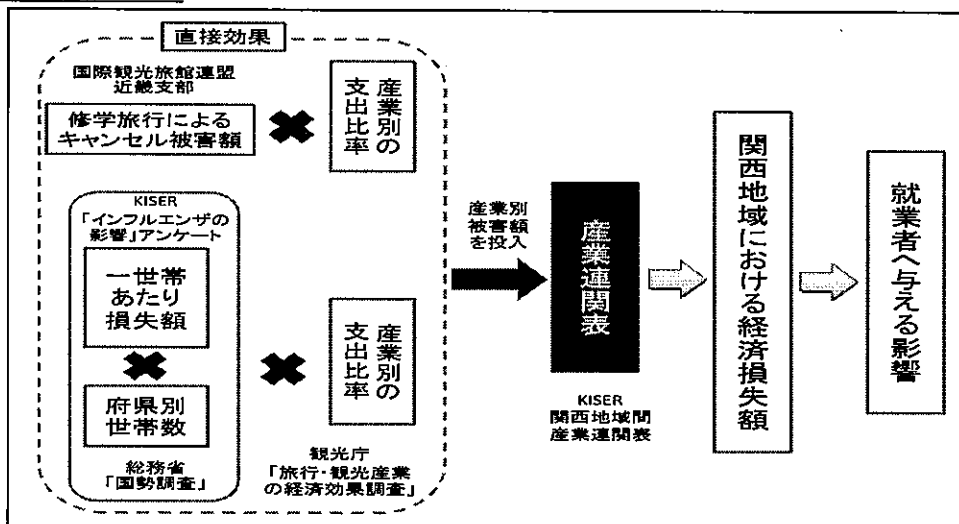 直接効果
国際観光旅館連盟
近畿支部
修学旅行による
キャンセル被害額
産業別の
支出比率
KISER
「インフルエンザの
影響」アンケート
一世帯
あたり
損失額
府県別
世帯数
総務省
「国勢調査」
産業別の
支出比率
観光庁
「旅行・観光産業
の経済効果調査」
産業別
被害額
を投入
産業連関表
KISER
関西地域間
産業連関表
関西地域における経済損失額
就業者へ与える影響